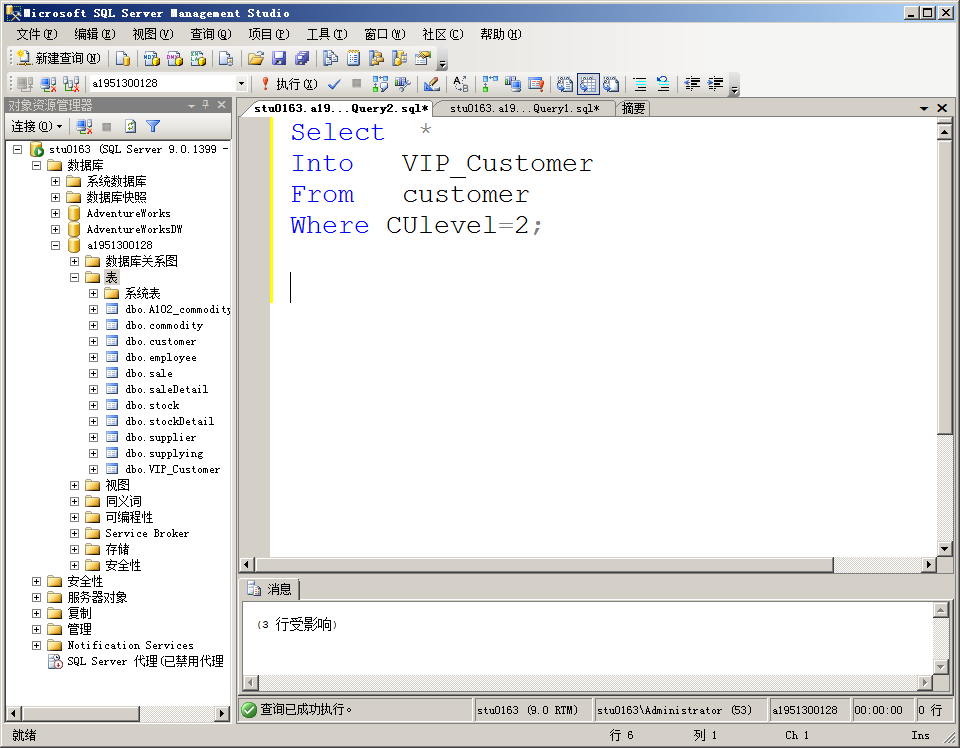 Microsoft SQL Server Management Studio
文件(F) 编辑(E) 视图(V) 查询(Q) 项目(P) 工具(T) 窗口(W) 社区(C) 帮助(H)
新建查询(N)
a1951300128 执行(X)
对象资源管理器
连接(O)
stu0163 (SQL Server 9.0.1399 -
数据库
系统数据库
数据库快照
AdventureWorks
AdventureWorksDW
a1951300128
数据库关系图
表
系统表
dbo.A102_commodity
dbo.commodity
dbo.customer
dbo.employee
dbo.sale
dbo.saleDetail
dbo.stock
dbo.stockDetail
dbo.supplier
dbo.supplying
dbo.VIP_Customer
视图
同义词
可编程性
Service Broker
存储
安全性
安全性
服务器对象
复制
管理
Notification Services
SQL Server 代理(已禁用代理
stu0163.a19...Query2.sql* stu0163.a19...Query1.sql* 摘要
Select *
Into VIP_Customer
From customer
Where CUlevel=2;
消息
(3 行受影响)
查询已成功执行。 stu0163 (9.0 RTM) stu0163\Administrator (53) a1951300128 00:00:00 0 行
就绪 行 6 列 1 Ch 1 Ins